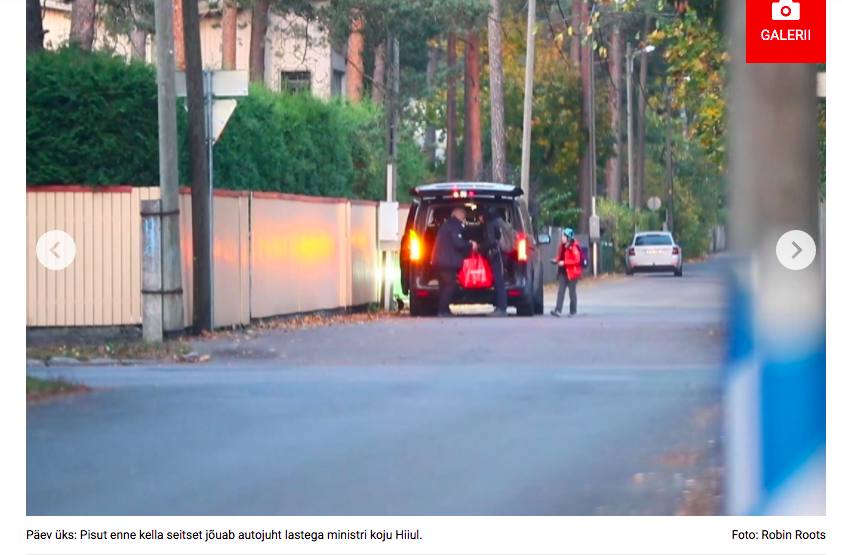 GALERII
Päev üks: Pisut enne kella seitset jõuab autojuht lastega ministri koju Hiiul.
Foto: Robin Roots